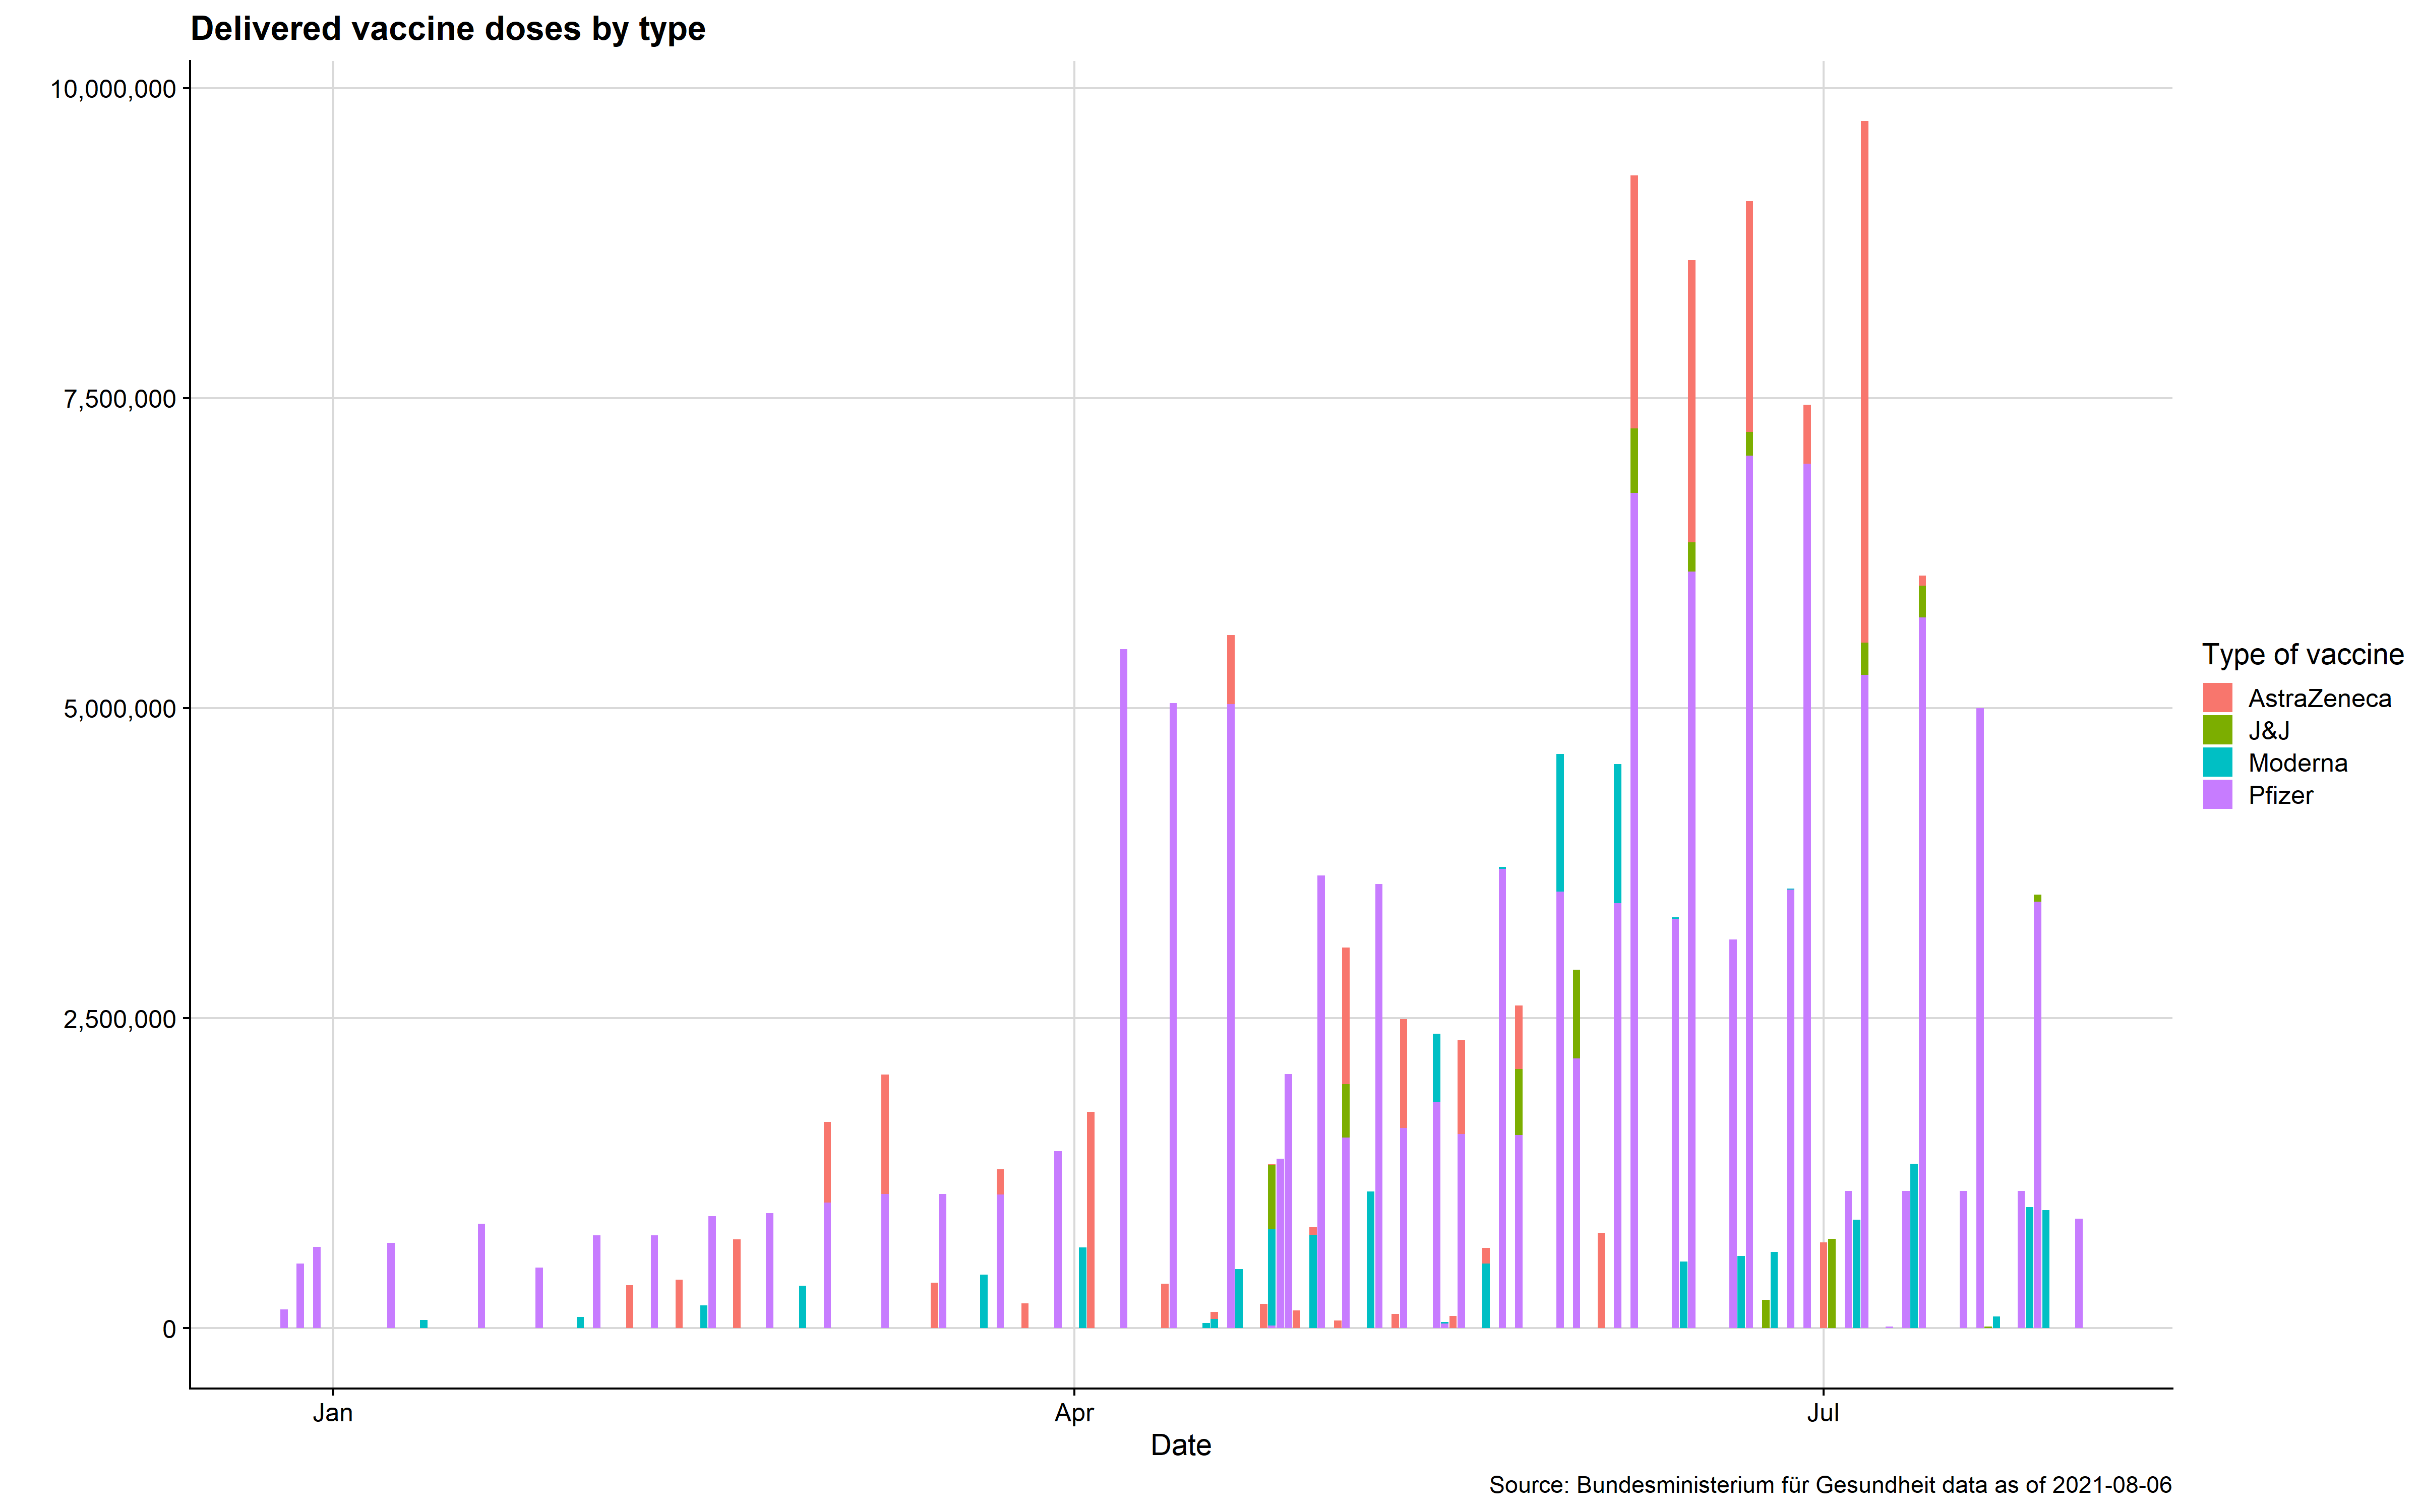 Delivered vaccine doses by type
10,000,000
7,500,000
5,000,000
2,500,000
0
Jan
Apr
Jul
Date
Type of vaccine
AstraZeneca
J&J
Moderna
Pfizer
Source: Bundesministerium für Gesundheit data as of 2021-08-06